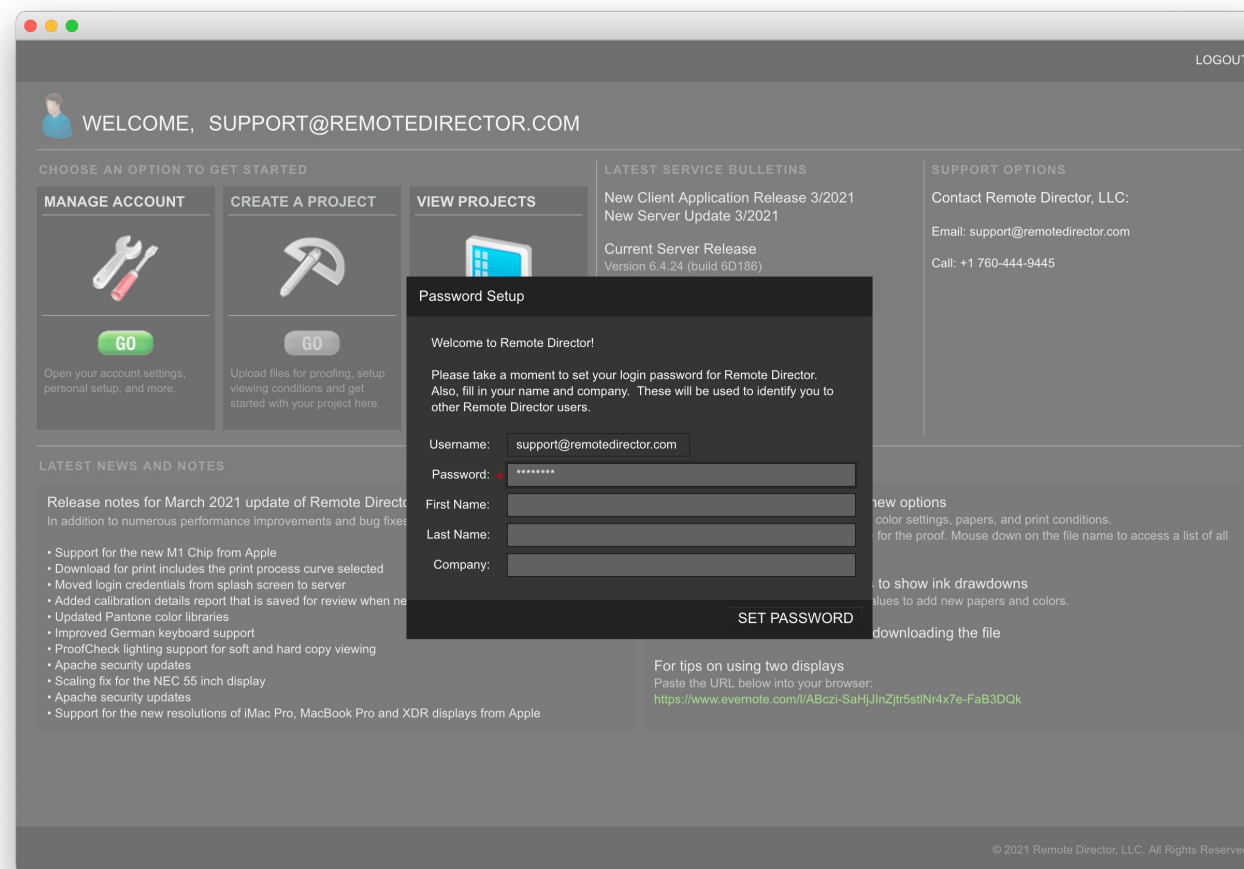 LOGOUT
WELCOME, SUPPORT@REMOTEDIRECTOR.COM
CHOOSE AN OPTION TO GET STARTED
MANAGE ACCOUNT
GO
Open your account settings,
personal setup, and more.
CREATE A PROJECT
GO
Upload files for proofing, setup
viewing conditions and get
started with your project here.
VIEW PROJECTS
LATEST SERVICE BULLETINS
New Client Application Release 3/2021
New Server Update 3/2021
Current Server Release
Version 6.4.24 (build 6D186)
SUPPORT OPTIONS
Contact Remote Director, LLC:
Email: support@remotedirector.com
Call: +1 760-444-9445
Password Setup
Welcome to Remote Director!
Please take a moment to set your login password for Remote Director.
Also, fill in your name and company. These will be used to identify you to
other Remote Director users.
Username: support@remotedirector.com
Password: * ********
First Name:
Last Name:
Company:
SET PASSWORD
LATEST NEWS AND NOTES
Release notes for March 2021 update of Remote Directo
In addition to numerous performance improvements and bug fixes
• Support for the new M1 Chip from Apple
• Download for print includes the print process curve selected
• Moved login credentials from splash screen to server
• Added calibration details report that is saved for review when ne
• Updated Pantone color libraries
• Improved German keyboard support
• ProofCheck lighting support for soft and hard copy viewing
• Apache security updates
• Scaling fix for the NEC 55 inch display
• Apache security updates
• Support for the new resolutions of iMac Pro, MacBook Pro and XDR displays from Apple
new options
color settings, papers, and print conditions.
for the proof. Mouse down on the file name to access a list of all
to show ink drawdowns
alues to add new papers and colors.
downloading the file
For tips on using two displays
Paste the URL below into your browser:
https://www.evernote.com/l/ABczi-SaHjJInZjtr5stlNr4x7e-FaB3DQk
© 2021 Remote Director, LLC. All Rights Reserved